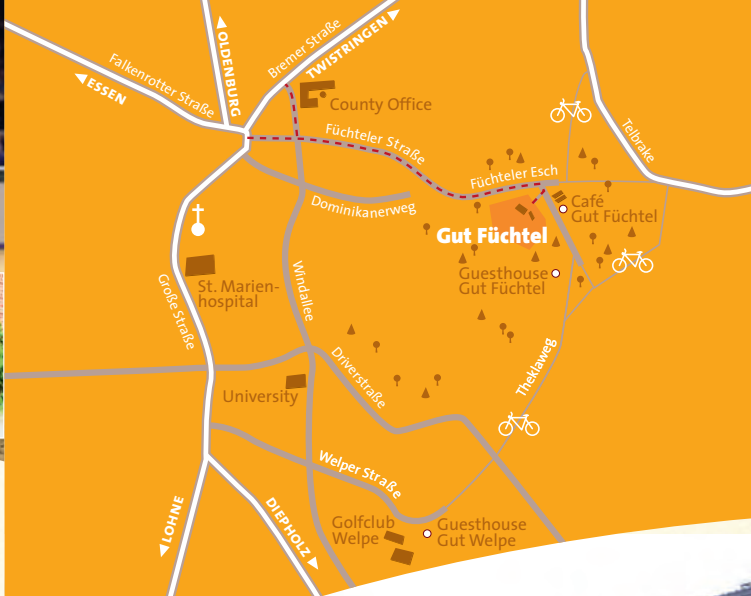 OLDENBURG
Bremer Straße
TWISTRINGEN
Falkenrotter Straße
ESSEN
County Office
Füchteler Straße
Telbrake
Füchteler Esch
Dominikanerweg
Café
Gut Füchtel
Gut Füchtel
Guesthouse
Gut Füchtel
St. Marien-
hospital
Große Straße
Windallee
Driverstraße
Theklaweg
University
Welper Straße
LOHNE
DIEPHOLZ
Golfclub
Welpe
Guesthouse
Gut Welpe